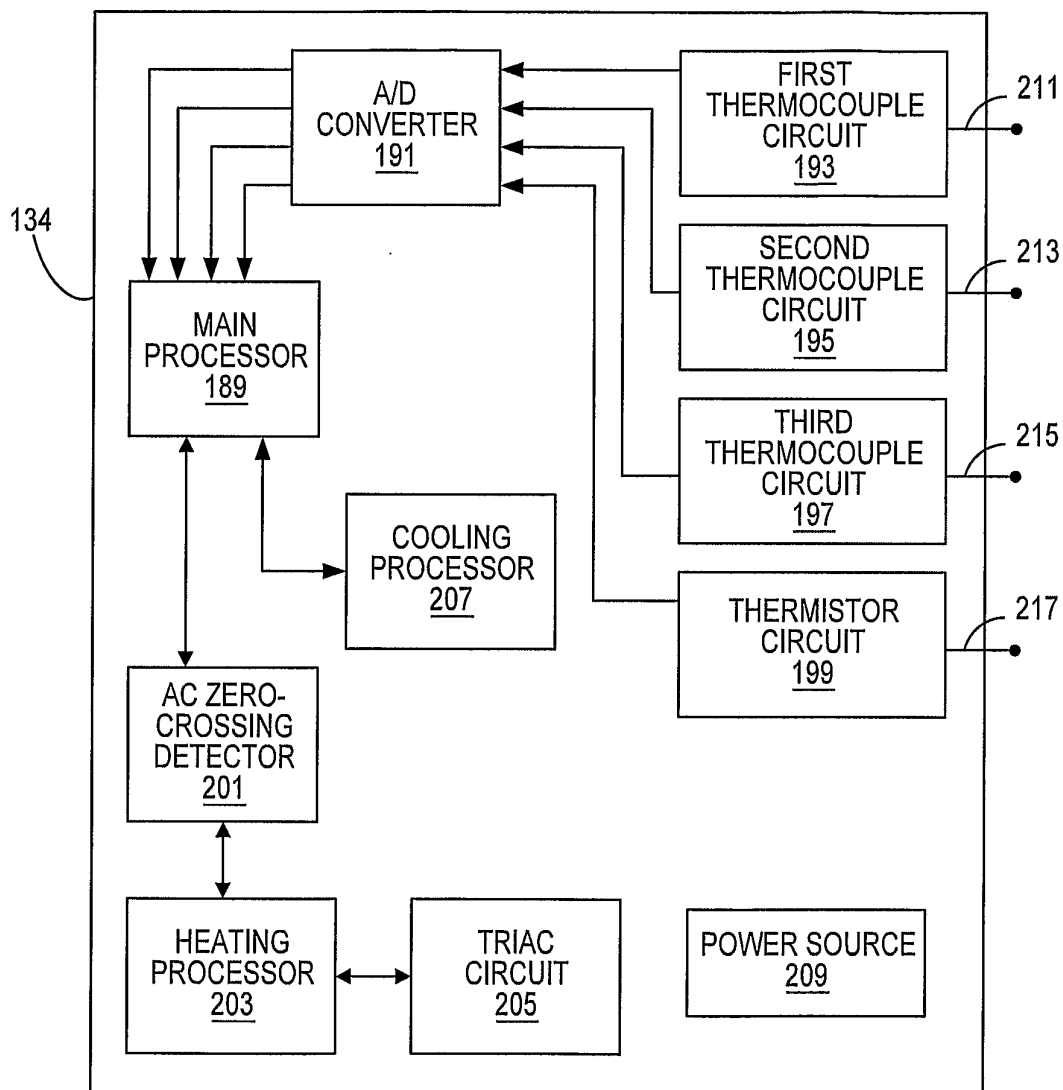 A/D
CONVERTER
191
FIRST
THERMOCOUPLE
CIRCUIT
193
211
134
SECOND
THERMOCOUPLE
CIRCUIT
195
213
MAIN
PROCESSOR
189
THIRD
THERMOCOUPLE
CIRCUIT
197
215
COOLING
PROCESSOR
207
THERMISTOR
CIRCUIT
199
217
AC ZERO-
CROSSING
DETECTOR
201
HEATING
PROCESSOR
203
TRIAC
CIRCUIT
205
POWER SOURCE
209